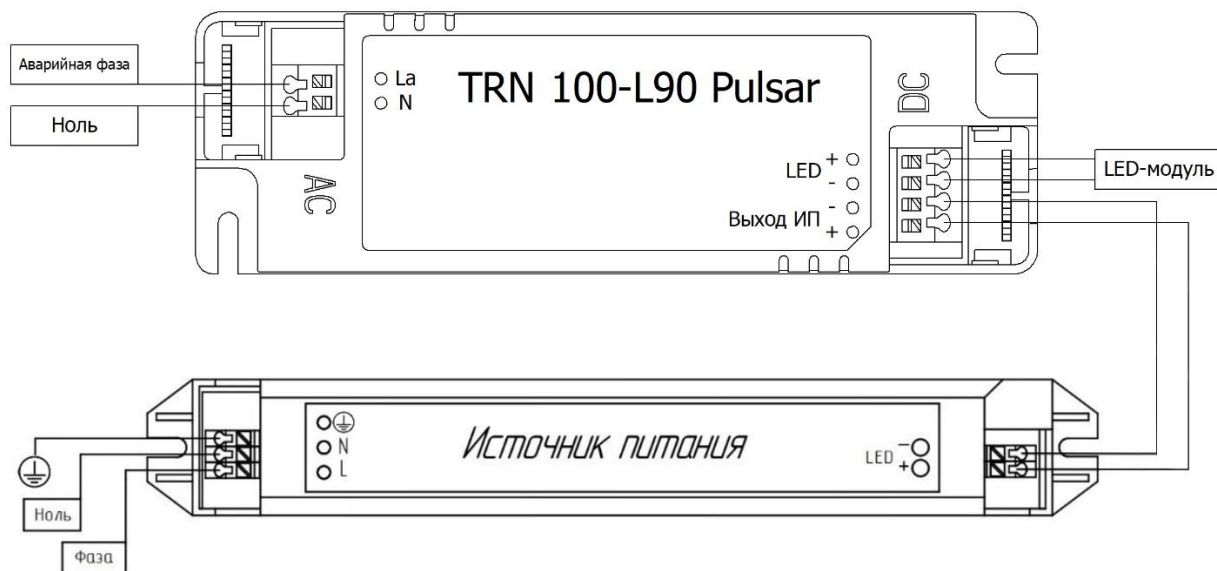 Аварийная фаза
Ноль
La
N
TRN 100-L90 Pulsar
AC
DC
LED
+
-
Выход ИП
-
+
LED-модуль
N
L
Источник питания
LED
-
+
Ноль
Фаза